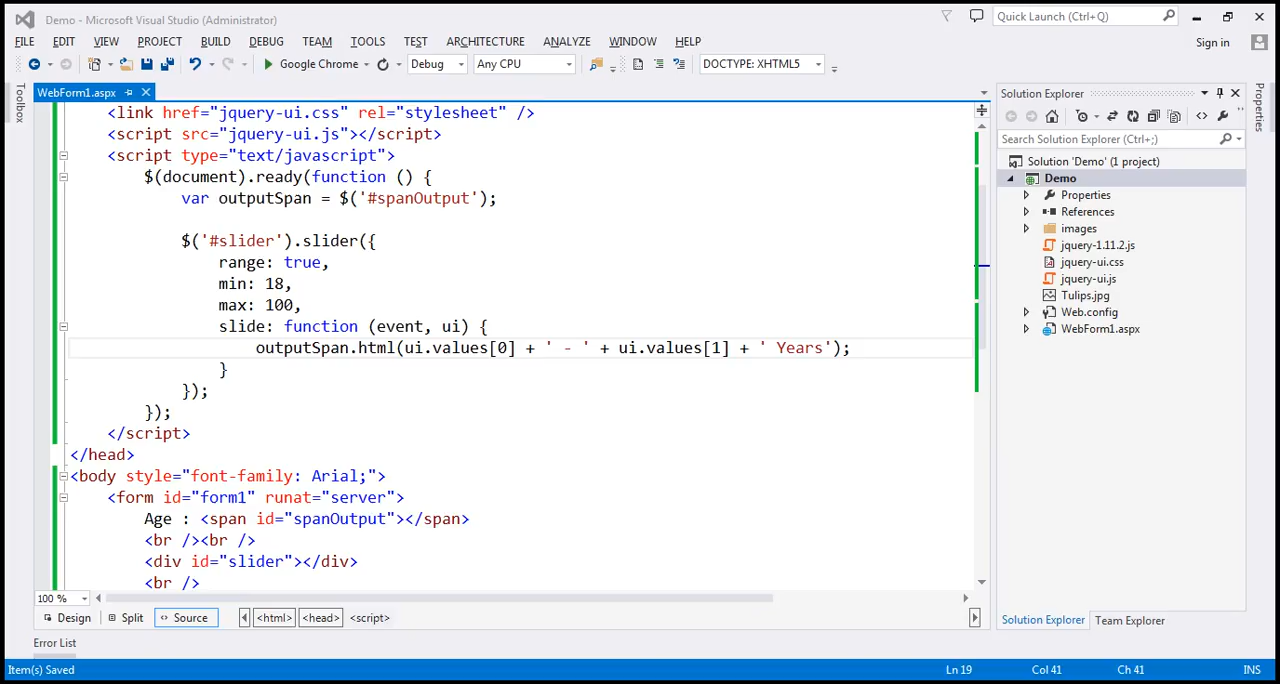 Demo - Microsoft Visual Studio (Administrator)
Quick Launch (Ctrl+Q)
FILE EDIT VIEW PROJECT BUILD DEBUG TEAM TOOLS TEST ARCHITECTURE ANALYZE WINDOW HELP
Sign in
Google Chrome Debug Any CPU DOCTYPE: XHTML5
Toolbox
WebForm1.aspx
<link href="jquery-ui.css" rel="stylesheet" />
<script src="jquery-ui.js"></script>
<script type="text/javascript">
$(document).ready(function () {
var outputSpan = $('#spanOutput');
$('#slider').slider({
range: true,
min: 18,
max: 100,
slide: function (event, ui) {
outputSpan.html(ui.values[0] + ' - ' + ui.values[1] + ' Years');
}
});
});
</script>
</head>
<body style="font-family: Arial;">
<form id="form1" runat="server">
Age : <span id="spanOutput"></span>
<br /><br />
<div id="slider"></div>
<br />
100 %
Design Split Source <html> <head> <script>
Error List
Solution Explorer
Search Solution Explorer (Ctrl+;)
Solution 'Demo' (1 project)
Demo
Properties
References
images
jquery-1.11.2.js
jquery-ui.css
jquery-ui.js
Tulips.jpg
Web.config
WebForm1.aspx
Solution Explorer Team Explorer
Properties
Item(s) Saved Ln 19 Col 41 Ch 41 INS